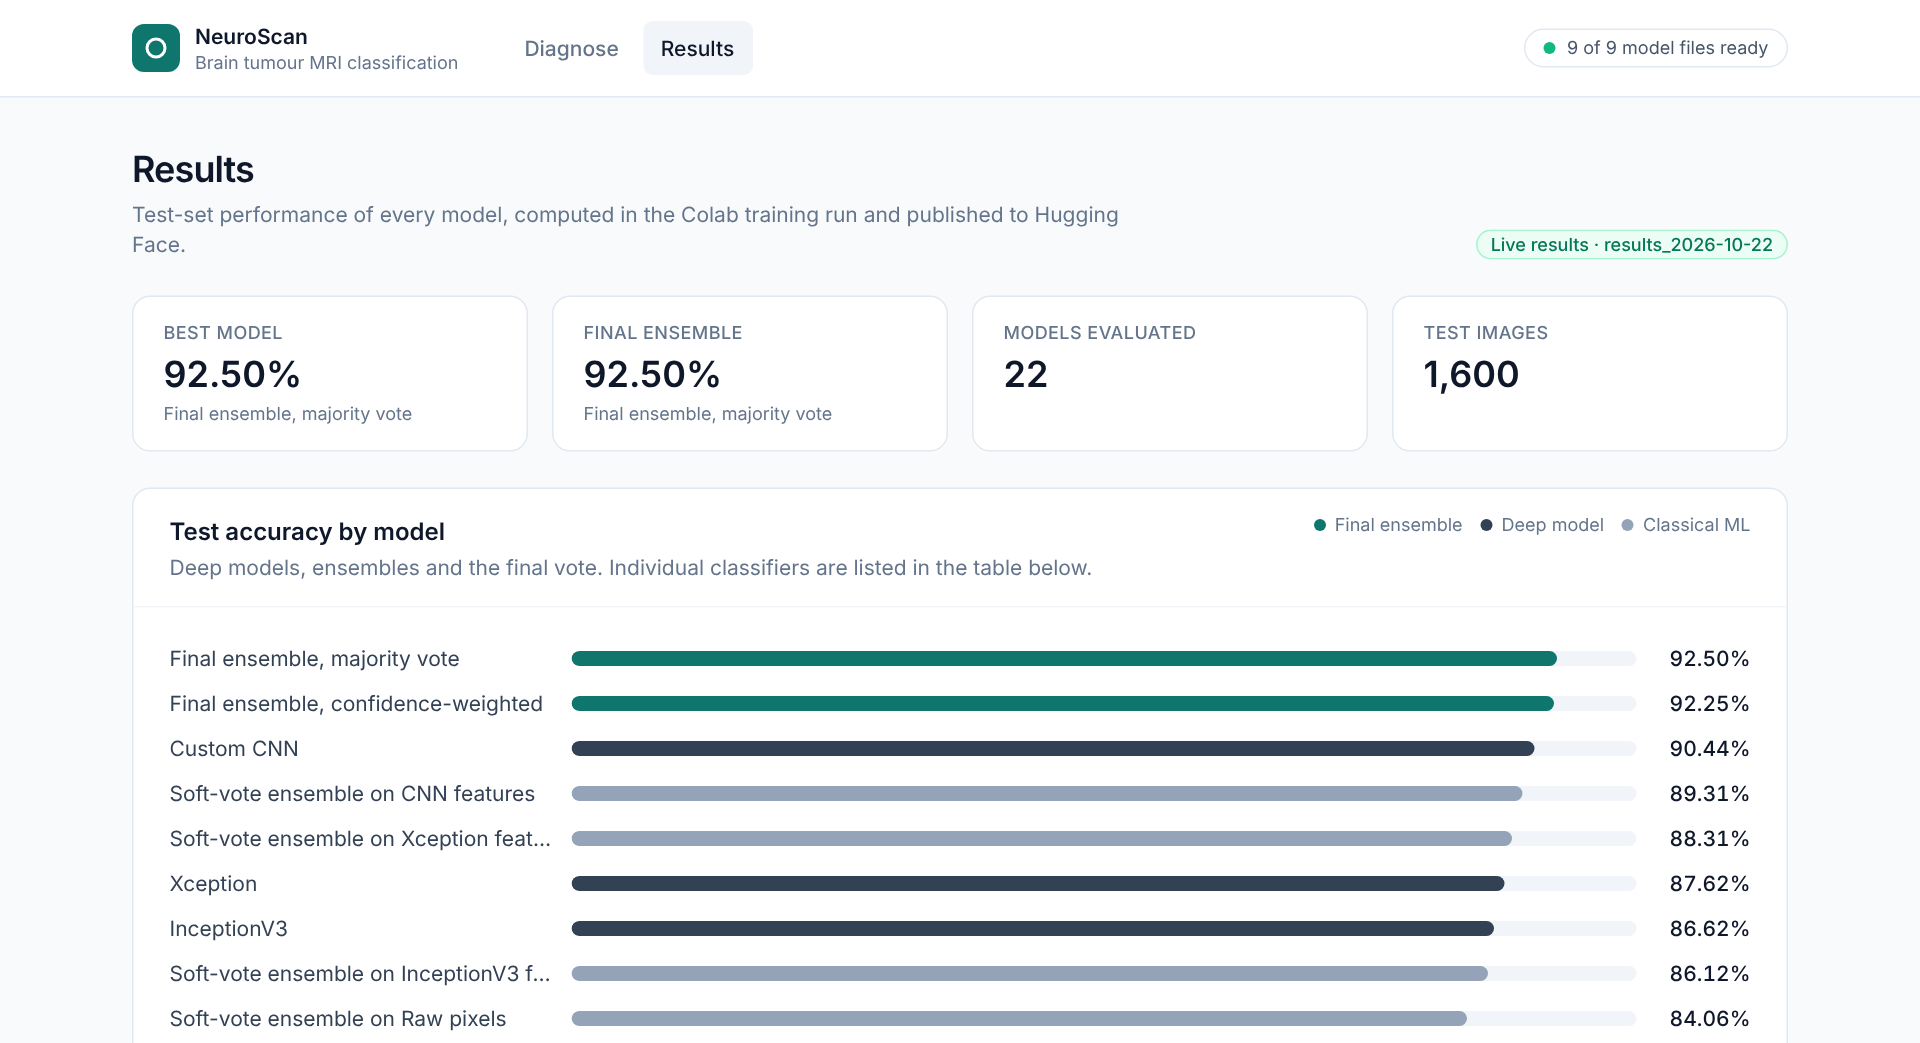 NeuroScan
Brain tumour MRI classification
Diagnose
Results
9 of 9 model files ready
Results
Test-set performance of every model, computed in the Colab training run and published to Hugging
Face.
Live results · results_2026-10-22
BEST MODEL
92.50%
Final ensemble, majority vote
FINAL ENSEMBLE
92.50%
Final ensemble, majority vote
MODELS EVALUATED
22
TEST IMAGES
1,600
Test accuracy by model
Final ensemble
Deep model
Classical ML
Deep models, ensembles and the final vote. Individual classifiers are listed in the table below.
Final ensemble, majority vote 92.50%
Final ensemble, confidence-weighted 92.25%
Custom CNN 90.44%
Soft-vote ensemble on CNN features 89.31%
Soft-vote ensemble on Xception feat... 88.31%
Xception 87.62%
InceptionV3 86.62%
Soft-vote ensemble on InceptionV3 f... 86.12%
Soft-vote ensemble on Raw pixels 84.06%